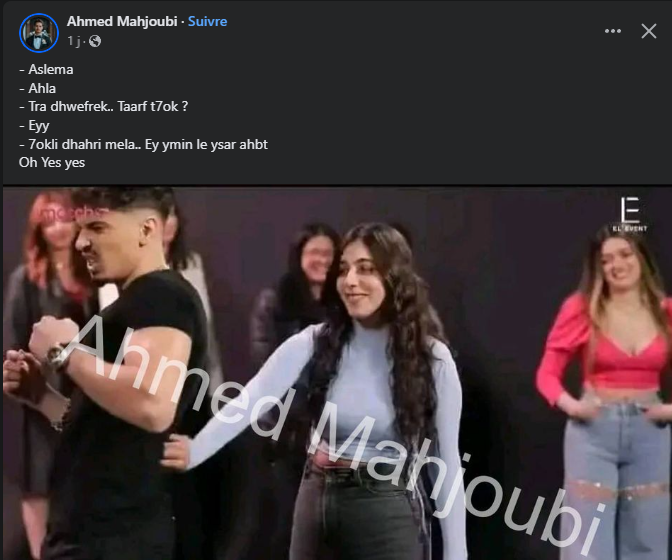 Ahmed Mahjoubi · Suivre
1 j ·
- Aslema
- Ahla
- Tra dhwefrek.. Taarf t7ok ?
- Eyy
- 7okli dhahri mela.. Ey ymin le ysar ahbt
Oh Yes yes
EL'EVENT
Ahmed Mahjoubi